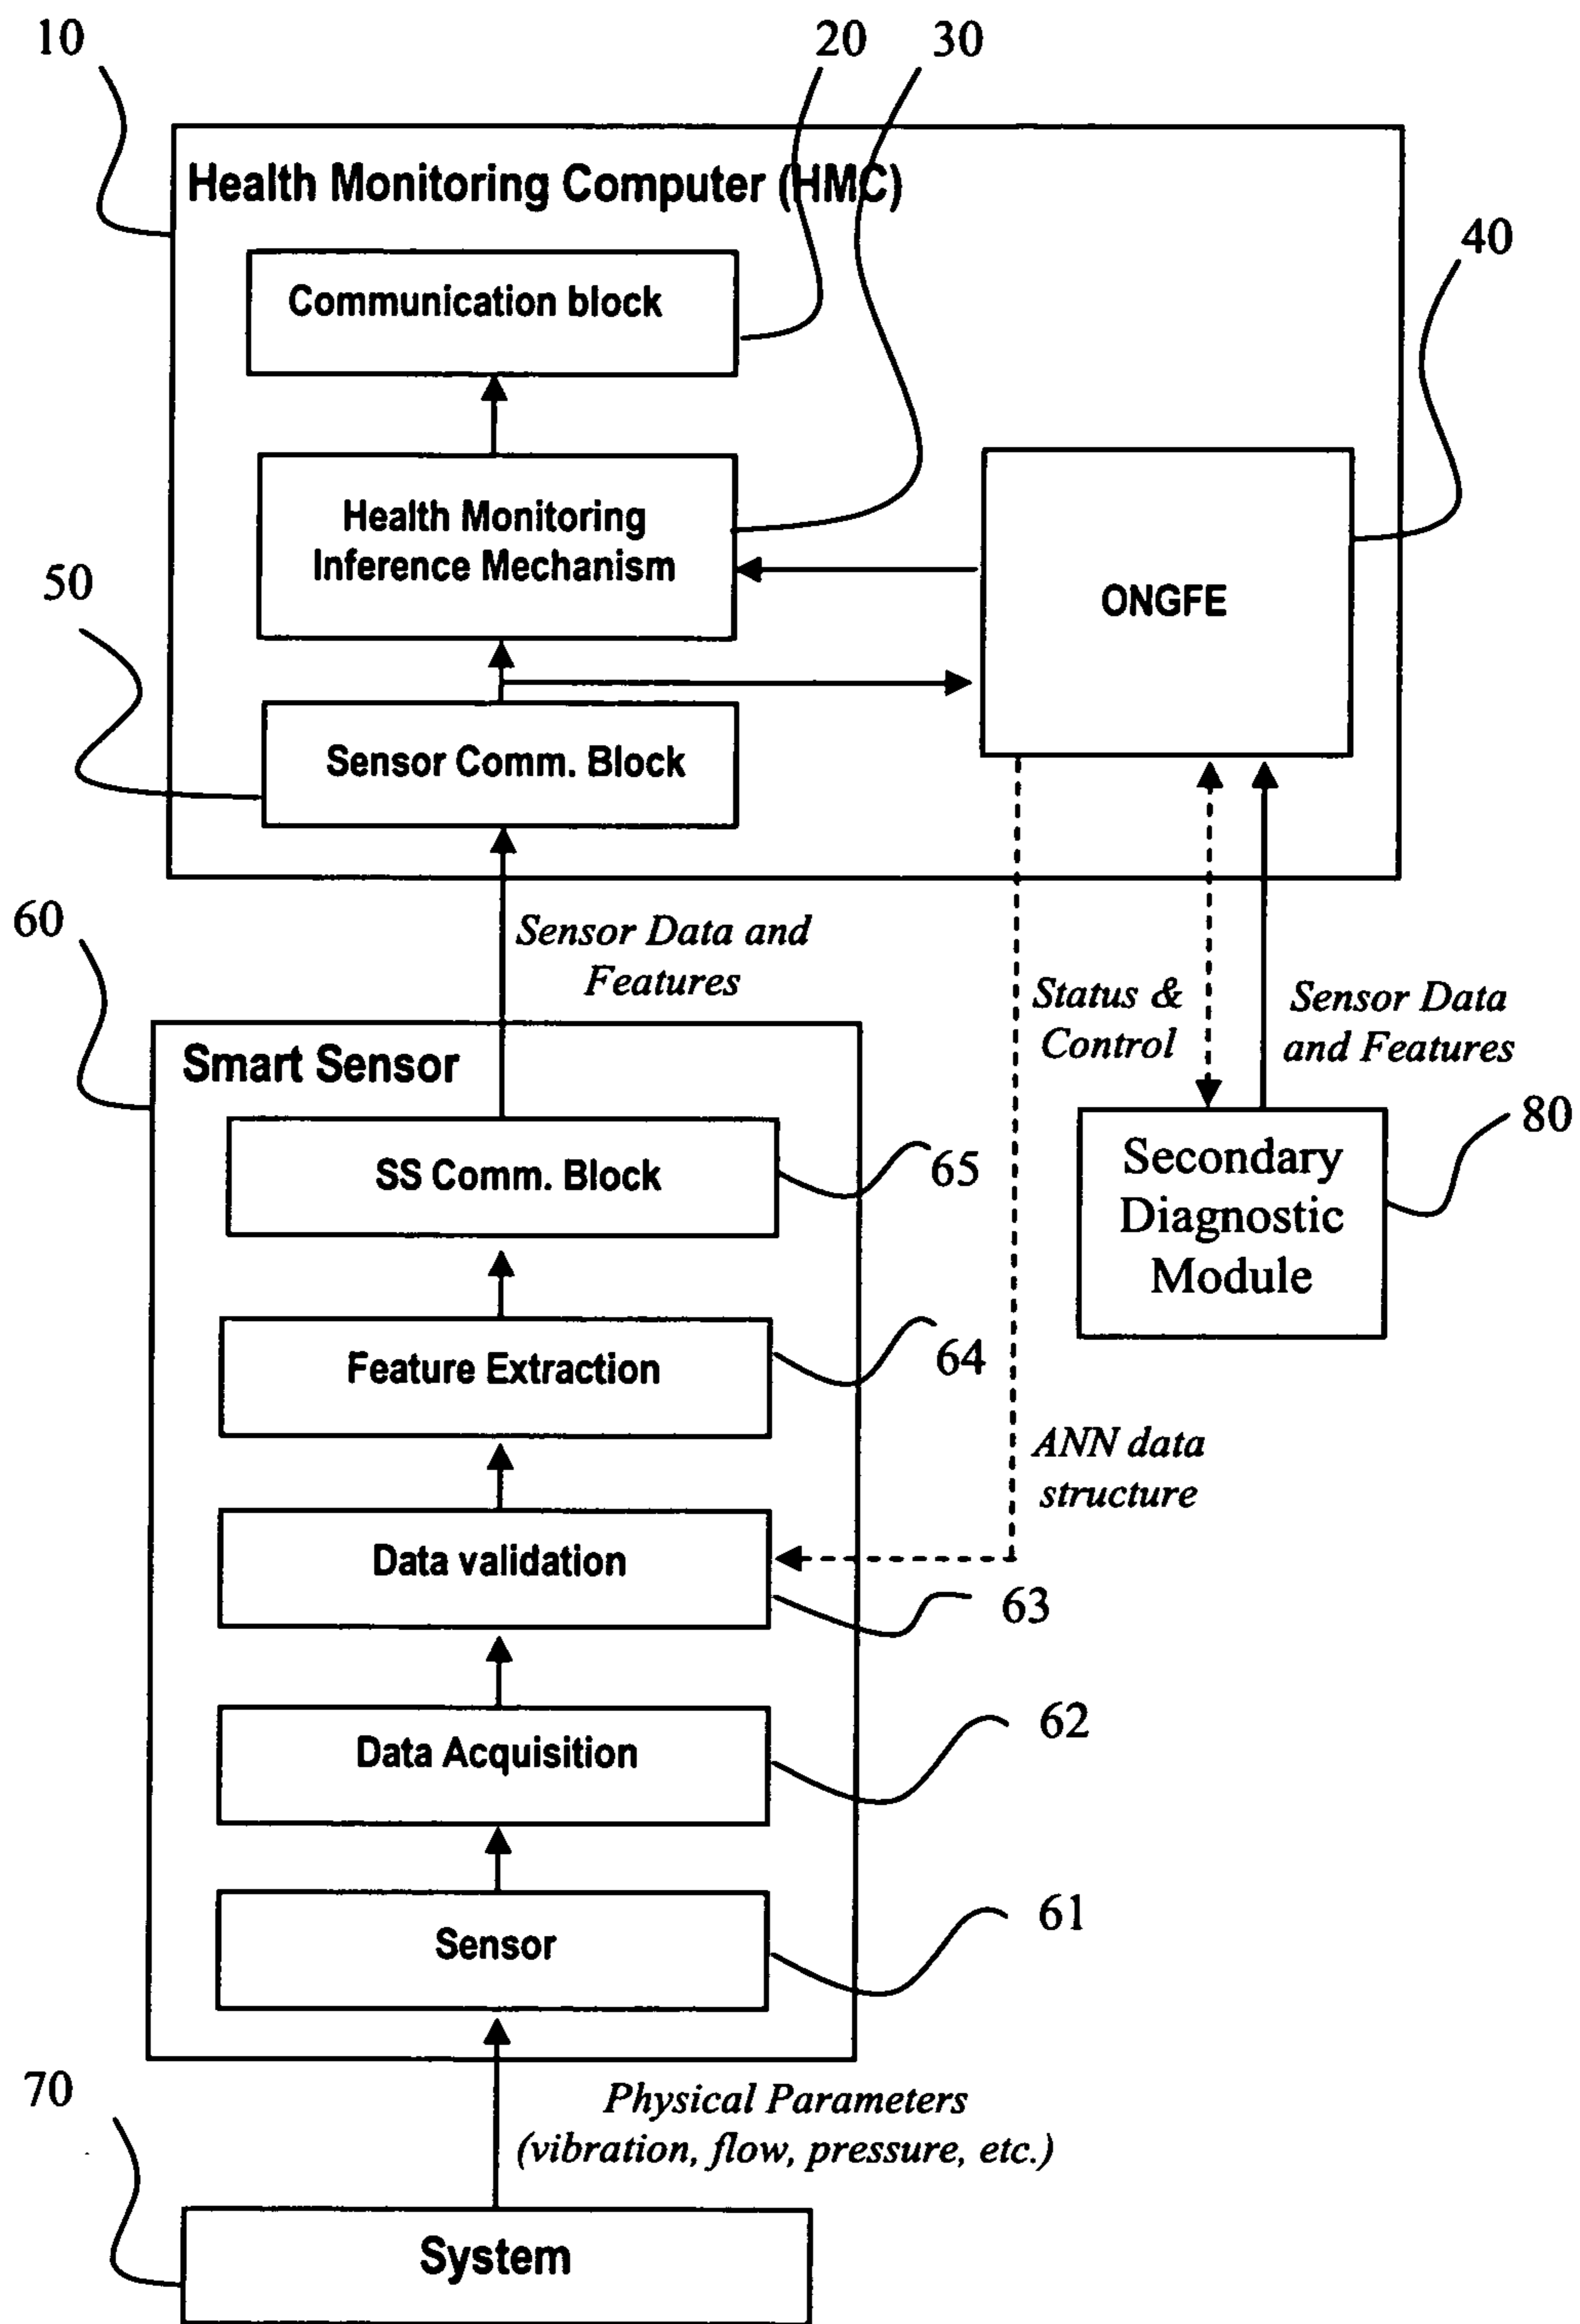 10
20
30
Health Monitoring Computer (HMC)
40
Communication block
Health Monitoring
Inference Mechanism
50
ONGFE
Sensor Comm. Block
60
Sensor Data and
Features
Status &
Control
Sensor Data
and Features
Smart Sensor
80
SS Comm. Block
65
Secondary
Diagnostic
Module
Feature Extraction
64
ANN data
structure
Data validation
63
Data Acquisition
62
Sensor
61
70
Physical Parameters
(vibration, flow, pressure, etc.)
System